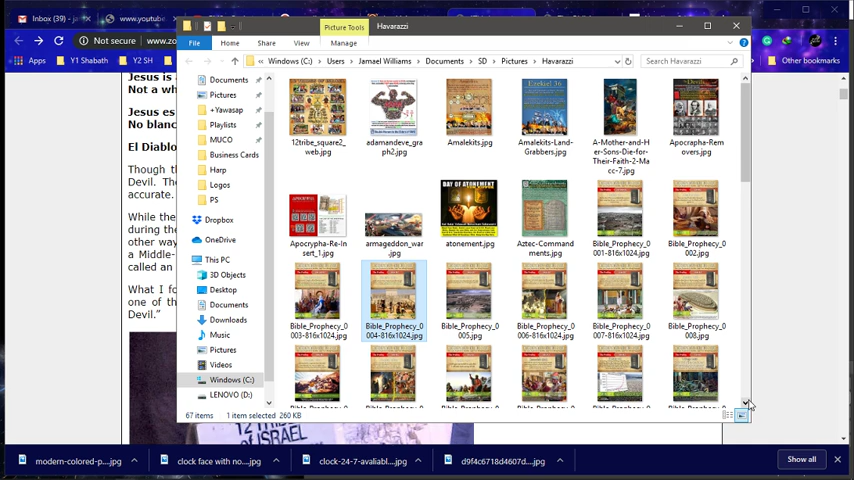 Inbox (39) - j
www.youtube
Picture Tools
Havarazzi
File
Home
Share
View
Manage
Not secure
www.zo
Windows (C:) › Users › Jamael Williams › Documents › SD › Pictures › Havarazzi
Search Havarazzi
Apps
Y1 Shabath
Y2 SH
Other bookmarks
Jesus is a
Not a wh
Jesus es
No blanc
El Diablo
Though t
Devil. The
accurate.
While the
during the
other way
a Middle-
called an
What I fo
one of th
Devil.”
Documents
Pictures
+Yawasap
Playlists
MUCO
Business Cards
Harp
Logos
PS
Dropbox
OneDrive
This PC
3D Objects
Desktop
Documents
Downloads
Music
Pictures
Videos
Windows (C:)
LENOVO (D:)
12tribe_square2_web.jpg
adamandeve_graph2.jpg
Amalekits.jpg
Amalekits-Land-Grabbers.jpg
A-Mother-and-Her-Sons-Die-for-Their-Faith-2-Macc-7.jpg
Apocrapha-Removers.jpg
Ezekiel 36
Apocrypha-Re-Insert_1.jpg
armageddon_war.jpg
DAY OF ATONEMENT
atonement.jpg
Aztec-Commandments.jpg
Bible_Prophecy_0001-816x1024.jpg
Bible_Prophecy_0002.jpg
Bible_Prophecy_0003-816x1024.jpg
Bible_Prophecy_0004-816x1024.jpg
Bible_Prophecy_0005.jpg
Bible_Prophecy_0006-816x1024.jpg
Bible_Prophecy_0007-816x1024.jpg
Bible_Prophecy_0008.jpg
67 items
1 item selected 260 KB
12 TRIBES
of ISRAEL
modern-colored-p....jpg
clock face with no....jpg
clock-24-7-avaliabl....jpg
d9f4c6718d4607d....jpg
Show all